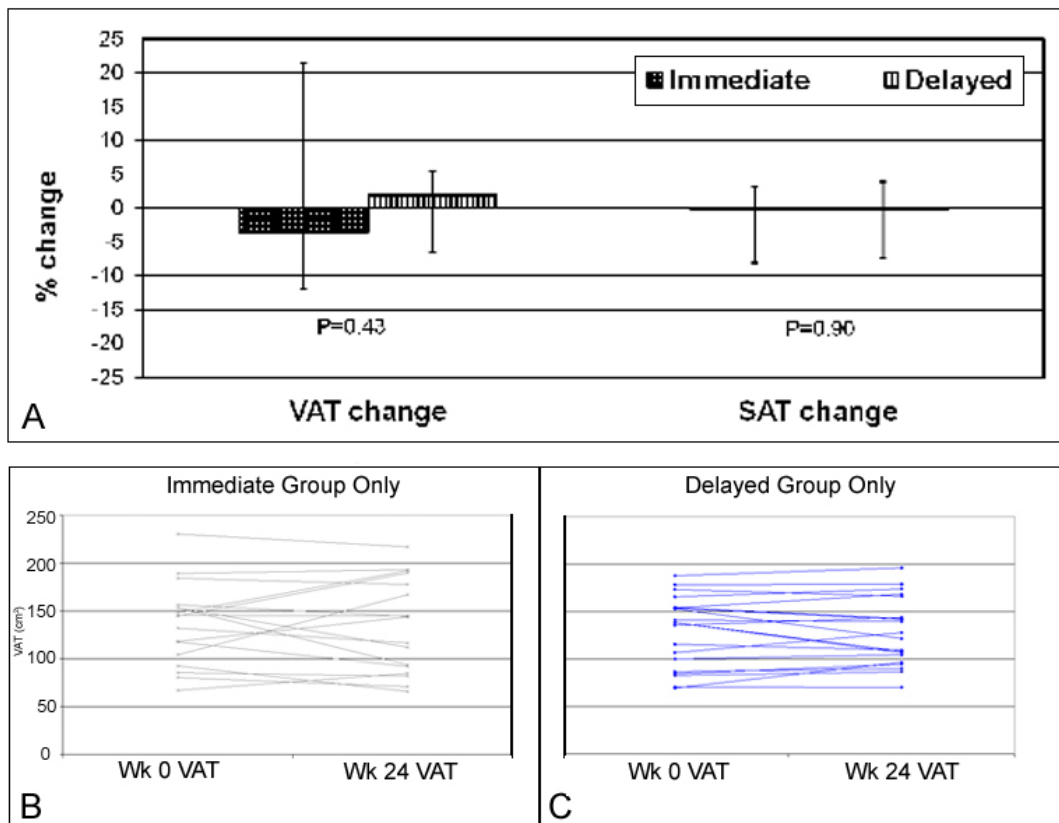 25
20
15
10
5
0
-5
-10
-15
-20
-25
% change
Immediate Delayed
P=0.43 P=0.90
VAT change SAT change
A
Immediate Group Only
250
200
150
100
50
0
VAT (cm²)
Wk 0 VAT Wk 24 VAT
B
Delayed Group Only
Wk 0 VAT Wk 24 VAT
C